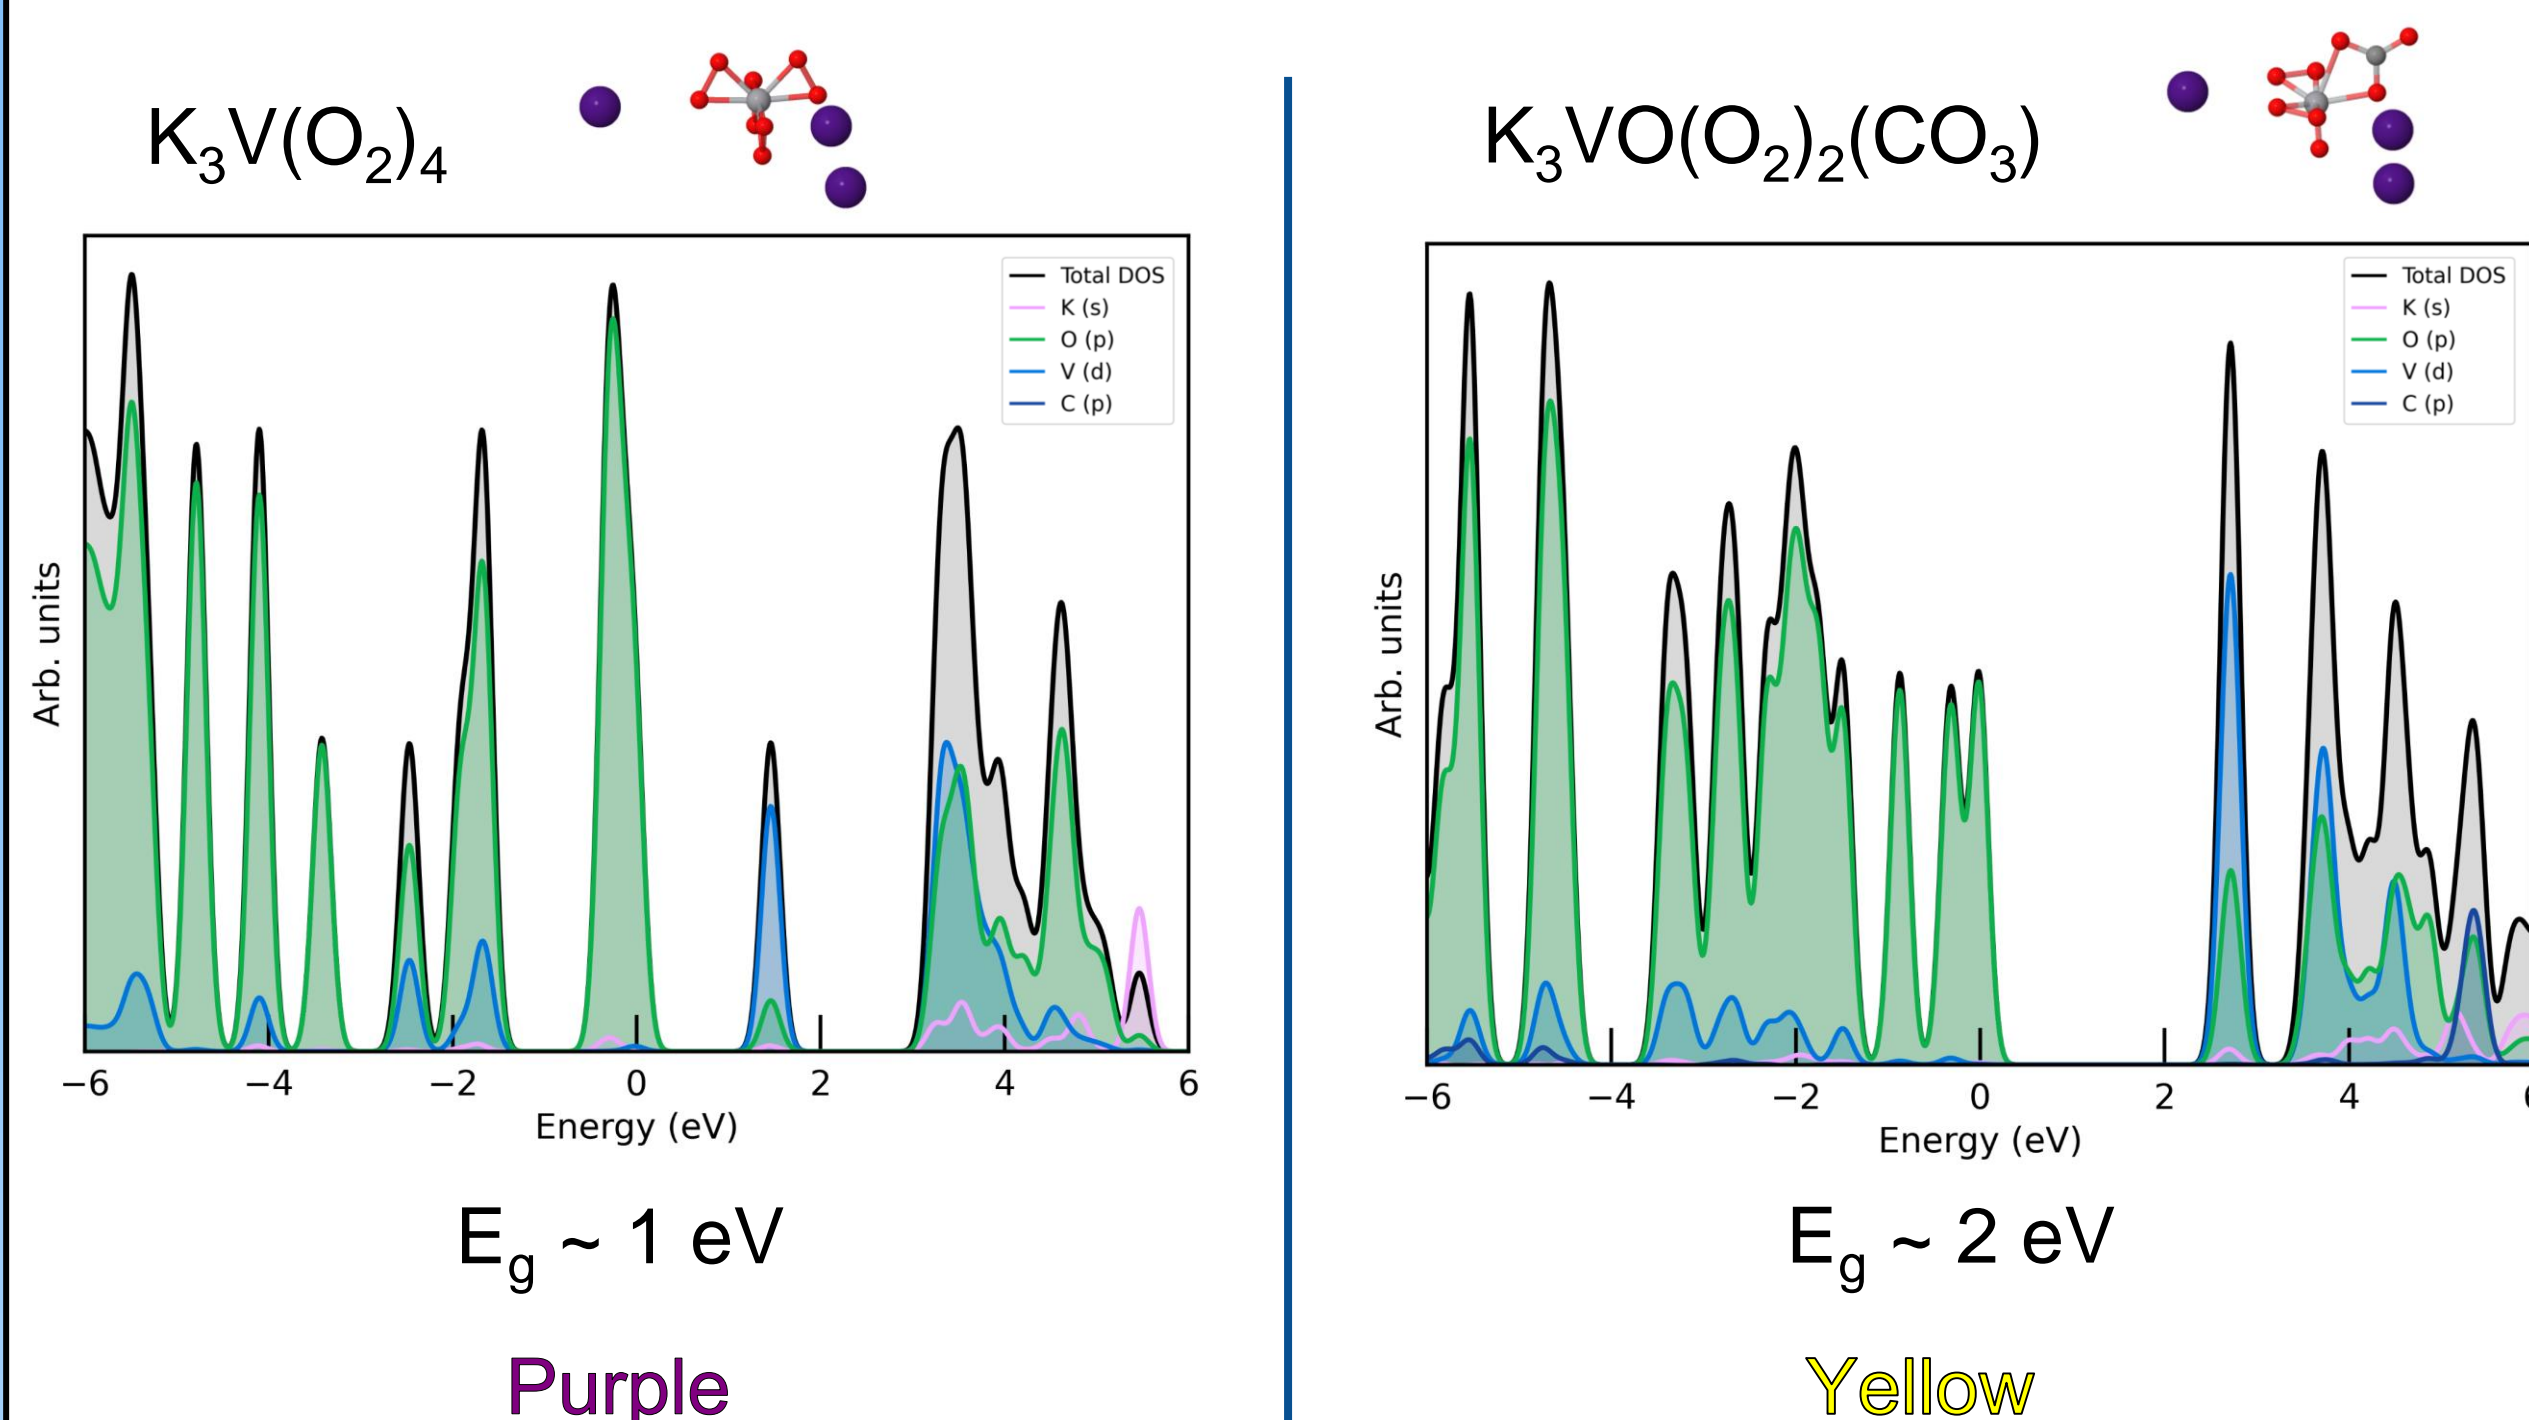 K₃V(O₂)₄
Total DOS
K (s)
O (p)
V (d)
C (p)
Arb. units
−6 −4 −2 0 2 4 6
Energy (eV)
E_g ~ 1 eV
Purple
K₃VO(O₂)₂(CO₃)
Total DOS
K (s)
O (p)
V (d)
C (p)
Arb. units
−6 −4 −2 0 2 4
Energy (eV)
E_g ~ 2 eV
Yellow